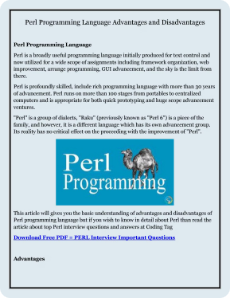 Perl Programming Language Advantages and Disadvantages
Perl Programming Language
Perl is a broadly useful programming language initially produced for text control and
now utilized for a wide scope of assignments including framework organization, web
improvement, arrange programming, GUI advancement, and the sky is the limit from
there.
Perl is profoundly skilled, include rich programming language with more than 30 years
of advancement. Perl runs on more than 100 stages from portables to centralized
computers and is appropriate for both quick prototyping and huge scope advancement
ventures.
"Perl" is a group of dialects, "Raku" (previously known as "Perl 6") is a piece of the
family, and however, it is a different language which has its own advancement group.
Its reality has no critical effect on the proceeding with the improvement of "Perl".
Perl
Programming
This article will gives you the basic understanding of advantages and disadvantages of
Perl programming language but if you wish to know in detail about Perl than read the
article about top Perl interview questions and answers at Coding Tag
Download Free PDF = PERL Interview Important Questions
Advantages